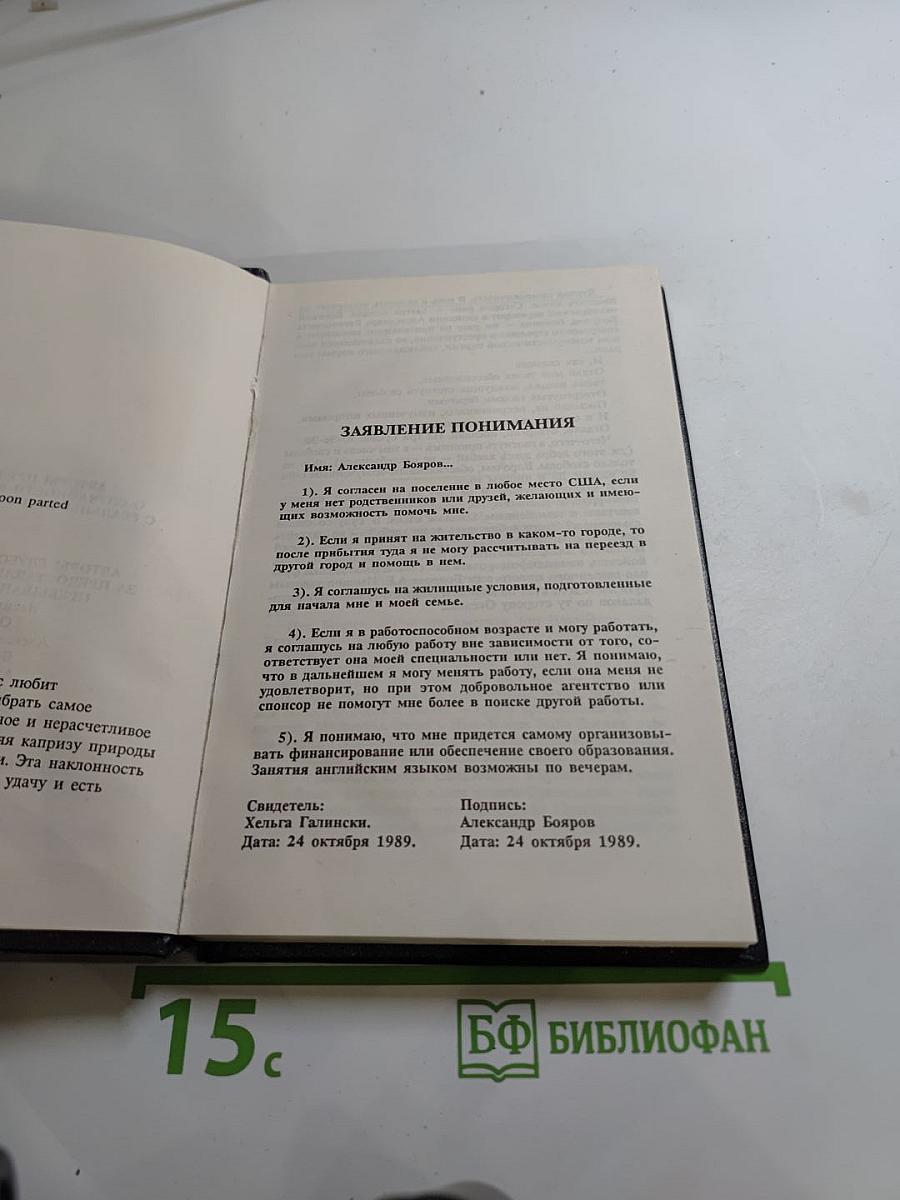 oon parted
с любит
брать самое
ное и нерасчетливое
ня капризу природы
и. Эта наклонность
удачу и есть
ЗАЯВЛЕНИЕ ПОНИМАНИЯ
Имя: Александр Бояров...
1). Я согласен на поселение в любое место США, если
у меня нет родственников или друзей, желающих и имею-
щих возможность помочь мне.
2). Если я принят на жительство в каком-то городе, то
после прибытия туда я не могу рассчитывать на переезд в
другой город и помощь в нем.
3). Я соглашусь на жилищные условия, подготовленные
для начала мне и моей семье.
4). Если я в работоспособном возрасте и могу работать,
я соглашусь на любую работу вне зависимости от того, со-
ответствует она моей специальности или нет. Я понимаю,
что в дальнейшем я могу менять работу, если она меня не
удовлетворит, но при этом добровольное агентство или
спонсор не помогут мне более в поиске другой работы.
5). Я понимаю, что мне придется самому организовы-
вать финансирование или обеспечение своего образования.
Занятия английским языком возможны по вечерам.
Свидетель:
Хельга Галински.
Дата: 24 октября 1989.
Подпись:
Александр Бояров
Дата: 24 октября 1989.
15 с
БФ БИБЛИОФАН